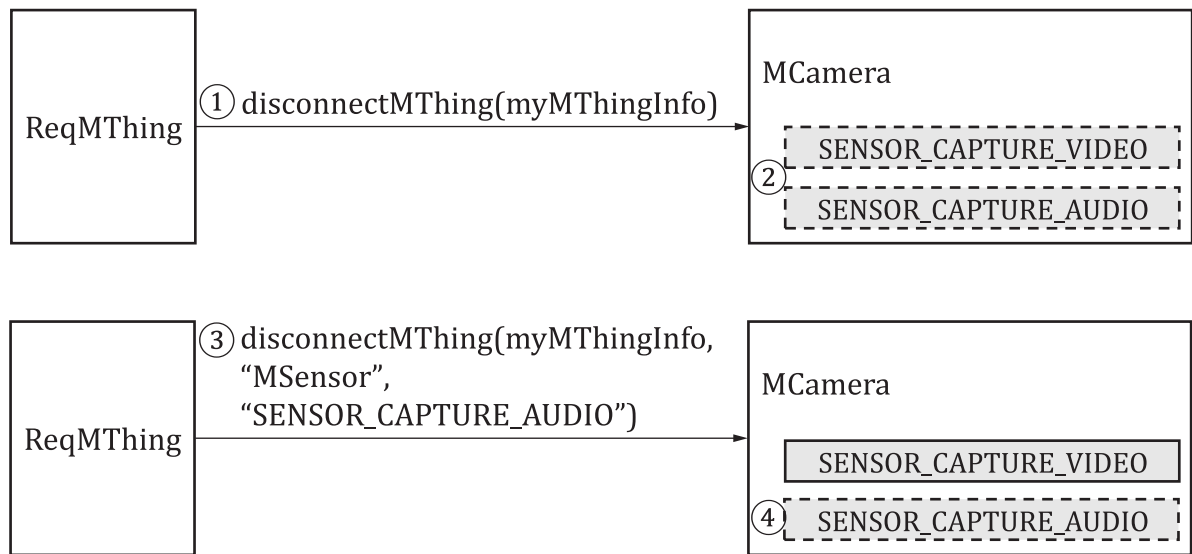 ReqMThing
① disconnectMThing(myMThingInfo)
MCamera
SENSOR_CAPTURE_VIDEO
②
SENSOR_CAPTURE_AUDIO
ReqMThing
③ disconnectMThing(myMThingInfo,
“MSensor”,
“SENSOR_CAPTURE_AUDIO”)
MCamera
SENSOR_CAPTURE_VIDEO
④ SENSOR_CAPTURE_AUDIO